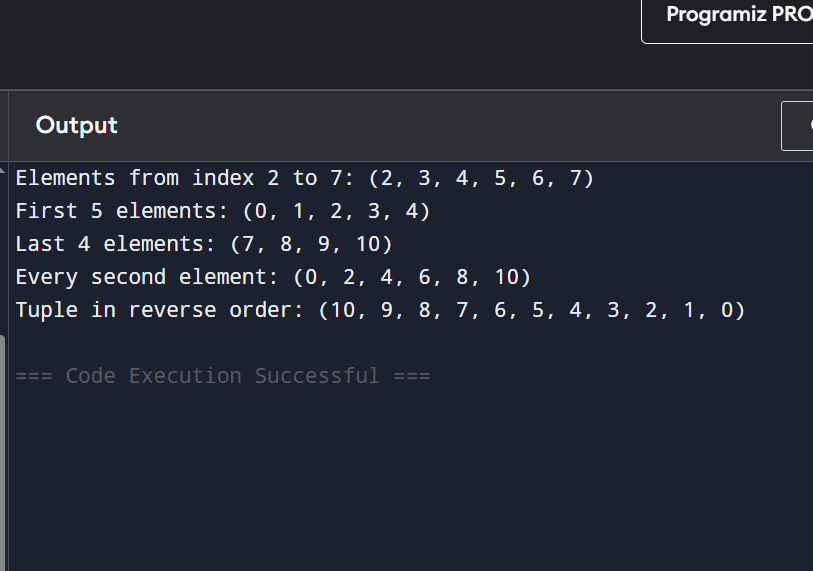 Programiz PRO
Output
Elements from index 2 to 7: (2, 3, 4, 5, 6, 7)
First 5 elements: (0, 1, 2, 3, 4)
Last 4 elements: (7, 8, 9, 10)
Every second element: (0, 2, 4, 6, 8, 10)
Tuple in reverse order: (10, 9, 8, 7, 6, 5, 4, 3, 2, 1, 0)
=== Code Execution Successful ===